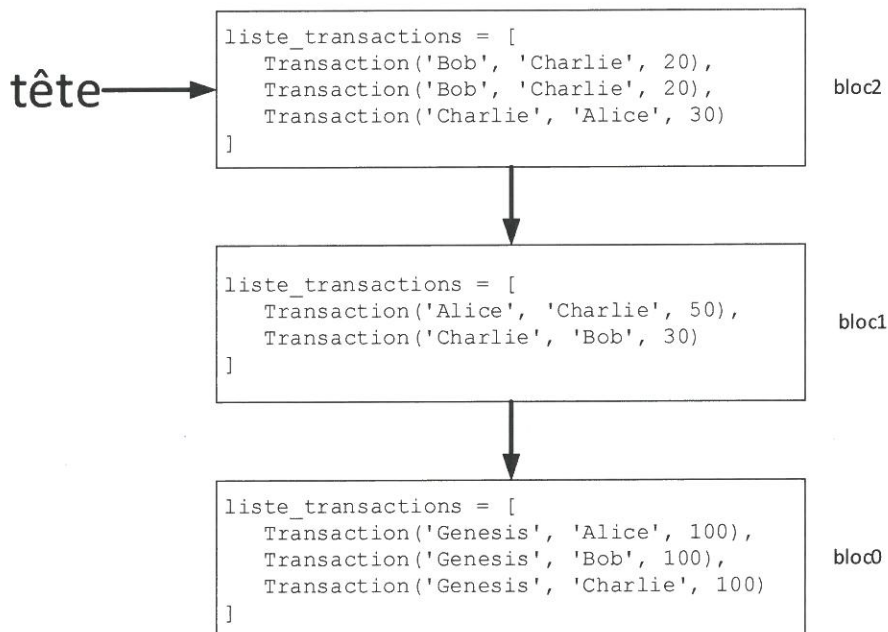 liste_transactions = [
Transaction('Bob', 'Charlie', 20),
Transaction('Bob', 'Charlie', 20),
Transaction('Charlie', 'Alice', 30)
]
tête
bloc2
liste_transactions = [
Transaction('Alice', 'Charlie', 50),
Transaction('Charlie', 'Bob', 30)
]
bloc1
liste_transactions = [
Transaction('Genesis', 'Alice', 100),
Transaction('Genesis', 'Bob', 100),
Transaction('Genesis', 'Charlie', 100)
]
bloc0